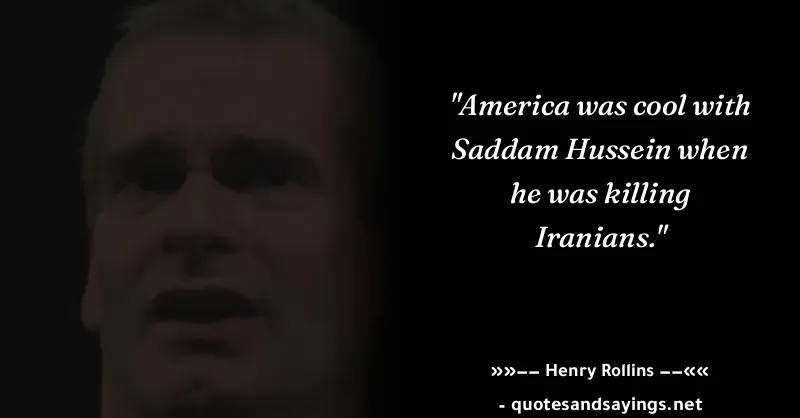 "America was cool with
Saddam Hussein when
he was killing
Iranians."
»»−− Henry Rollins −−««
- quotesandsayings.net